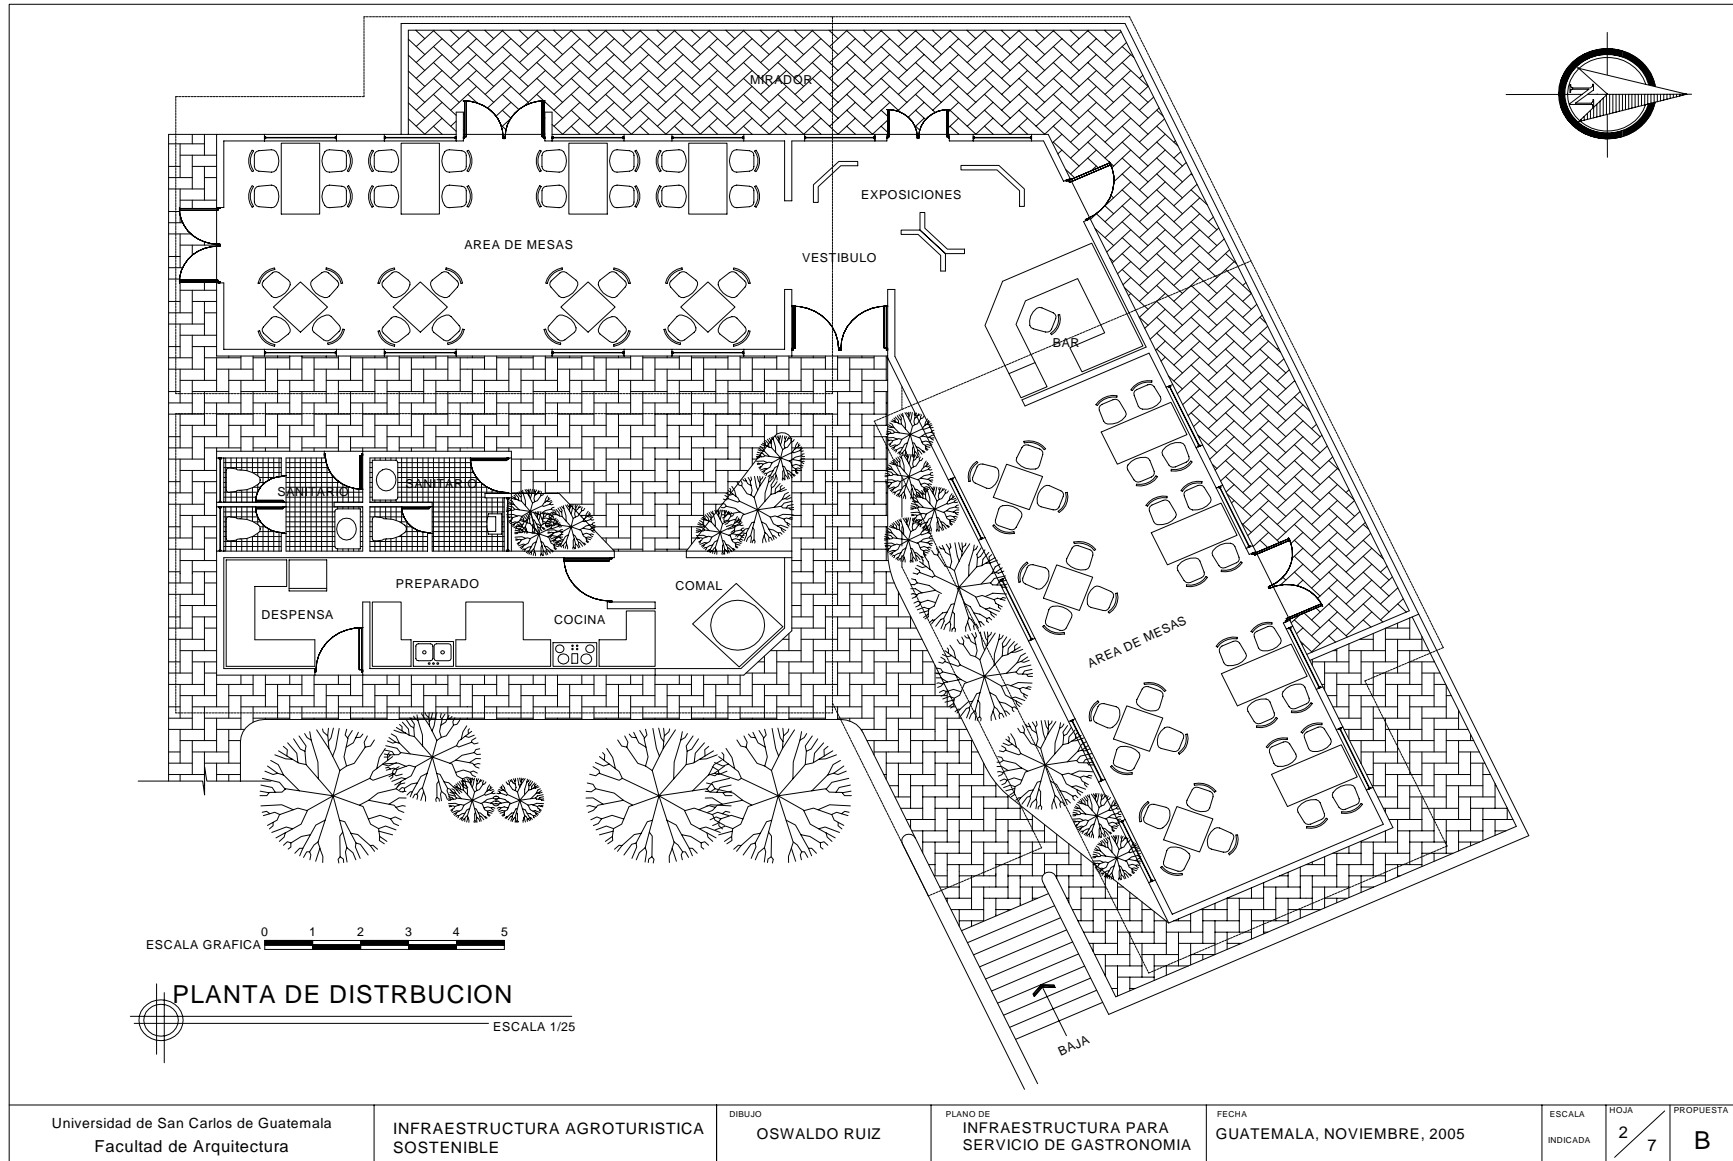 MIRADOR
N
EXPOSICIONES
AREA DE MESAS
VESTIBULO
BAR
SANITARIO
SANITARIO
PREPARADO
COMAL
DESPENSA
COCINA
AREA DE MESAS
0 1 2 3 4 5
ESCALA GRAFICA
PLANTA DE DISTRBUCION
ESCALA 1/25
BAJA
Universidad de San Carlos de Guatemala
Facultad de Arquitectura
INFRAESTRUCTURA AGROTURISTICA
SOSTENIBLE
DIBUJO
OSWALDO RUIZ
PLANO DE
INFRAESTRUCTURA PARA
SERVICIO DE GASTRONOMIA
FECHA
GUATEMALA, NOVIEMBRE, 2005
ESCALA
INDICADA
HOJA
2/7
PROPUESTA
B